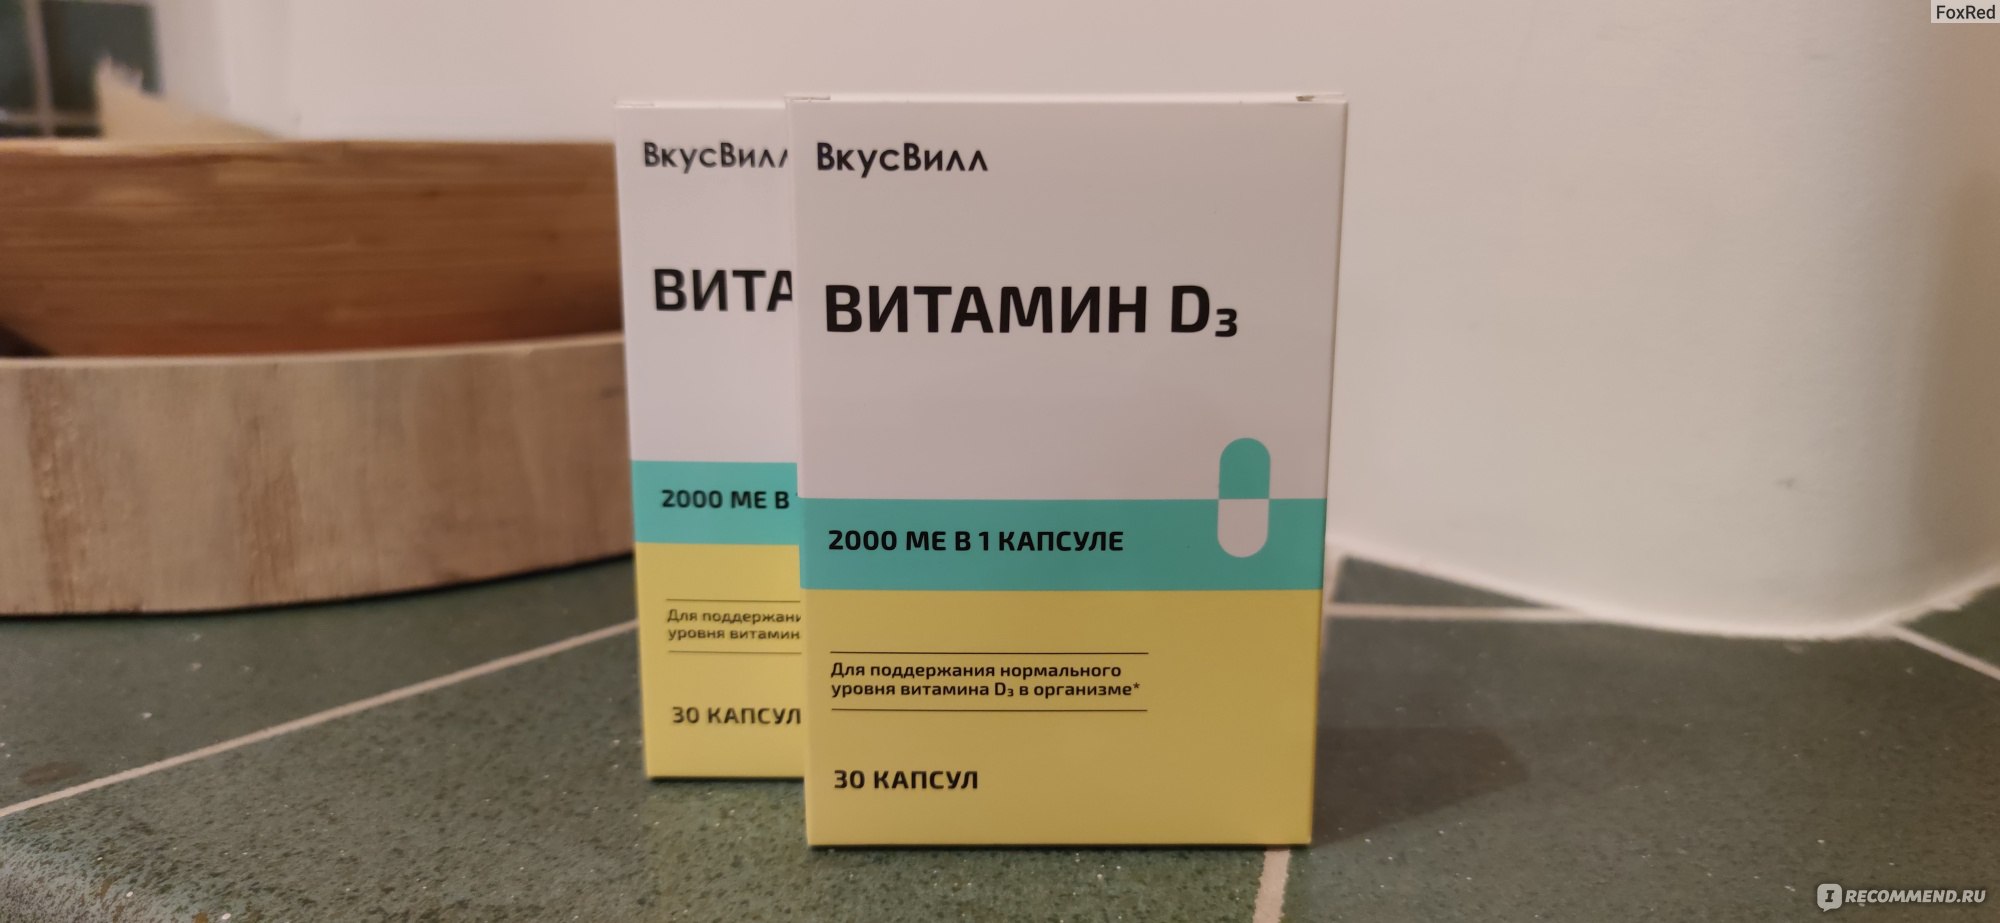 FoxRed
ВкусВилл
ВИТА
2000 МЕ В
Для поддержани
уровня витамин
30 КАПСУЛ
ВкусВилл
ВИТАМИН D₃
2000 МЕ В 1 КАПСУЛЕ
Для поддержания нормального
уровня витамина D₃ в организме*
30 КАПСУЛ
I RECOMMEND.RU